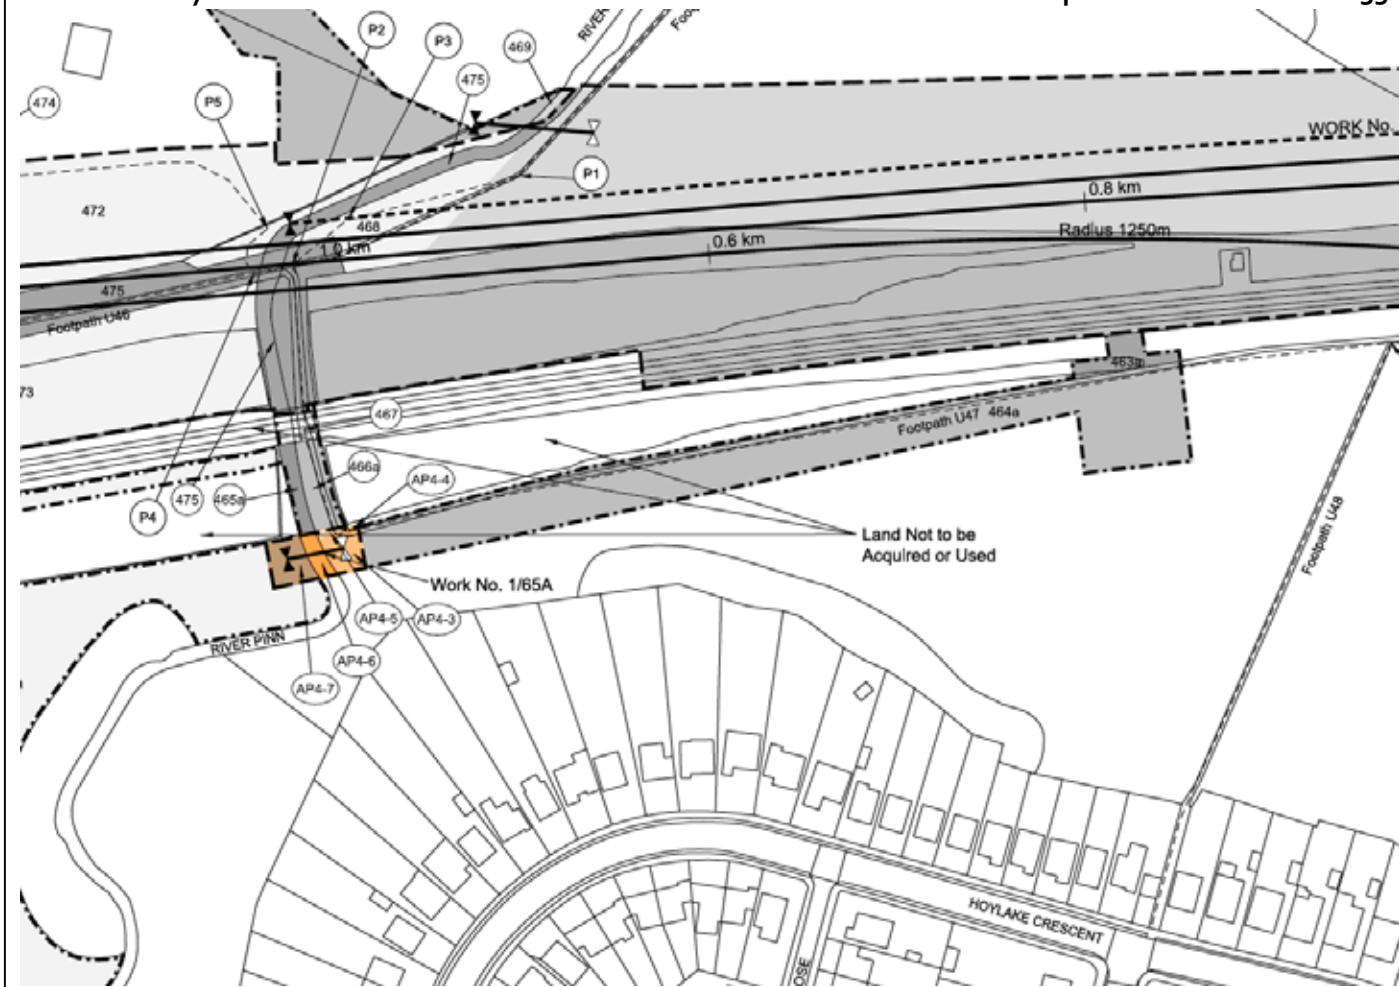 P2
P3
469
475
RIVER
474
P5
P1
WORK No.
0.8 km
472
468
1.0 km
0.6 km
Radius 1250m
475
Footpath U46
73
463a
467
Footpath U47 464a
466a
AP4-4
475
465a
P4
Land Not to be
Acquired or Used
Footpath U48
Work No. 1/65A
AP4-5
AP4-3
RIVER PINN
AP4-6
AP4-7
HOYLAKE CRESCENT
OSE